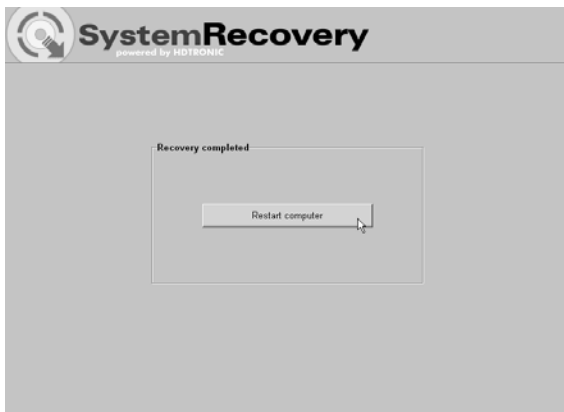 SystemRecovery
powered by HDTRONIC
Recovery completed
Restart computer